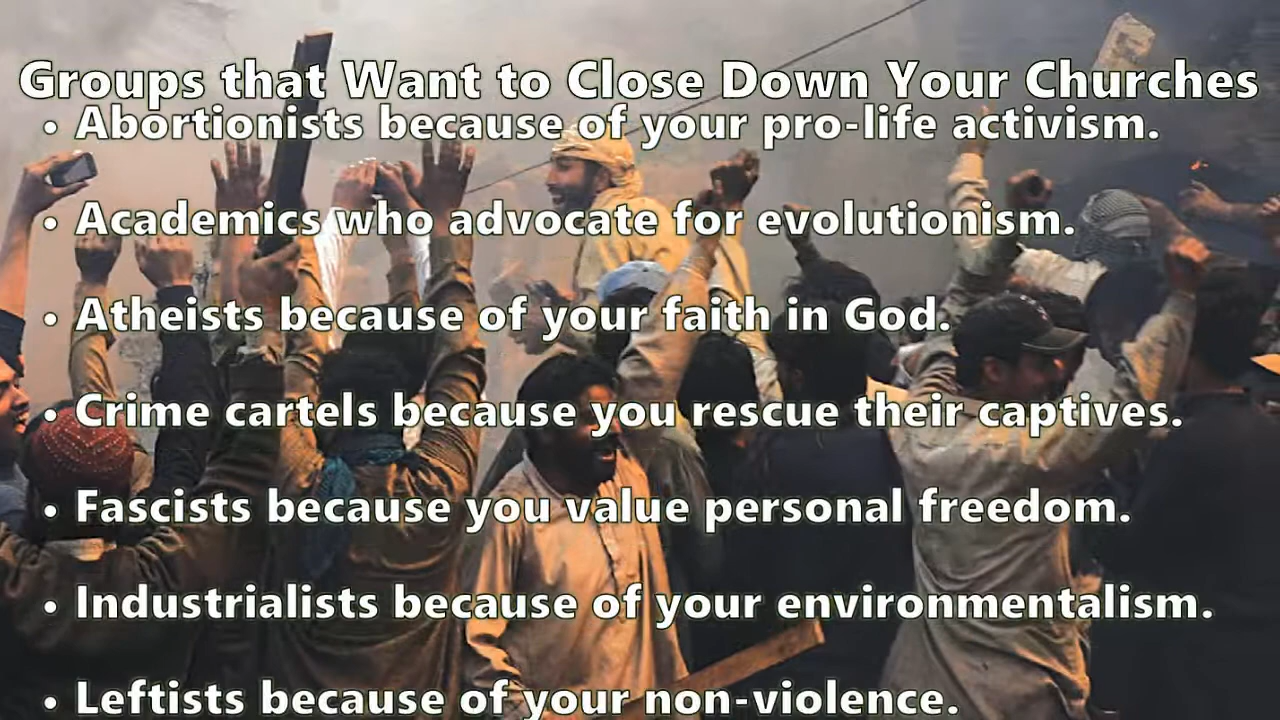 Groups that Want to Close Down Your Churches
• Abortionists because of your pro-life activism.
• Academics who advocate for evolutionism.
• Atheists because of your faith in God.
• Crime cartels because you rescue their captives.
• Fascists because you value personal freedom.
• Industrialists because of your environmentalism.
• Leftists because of your non-violence.